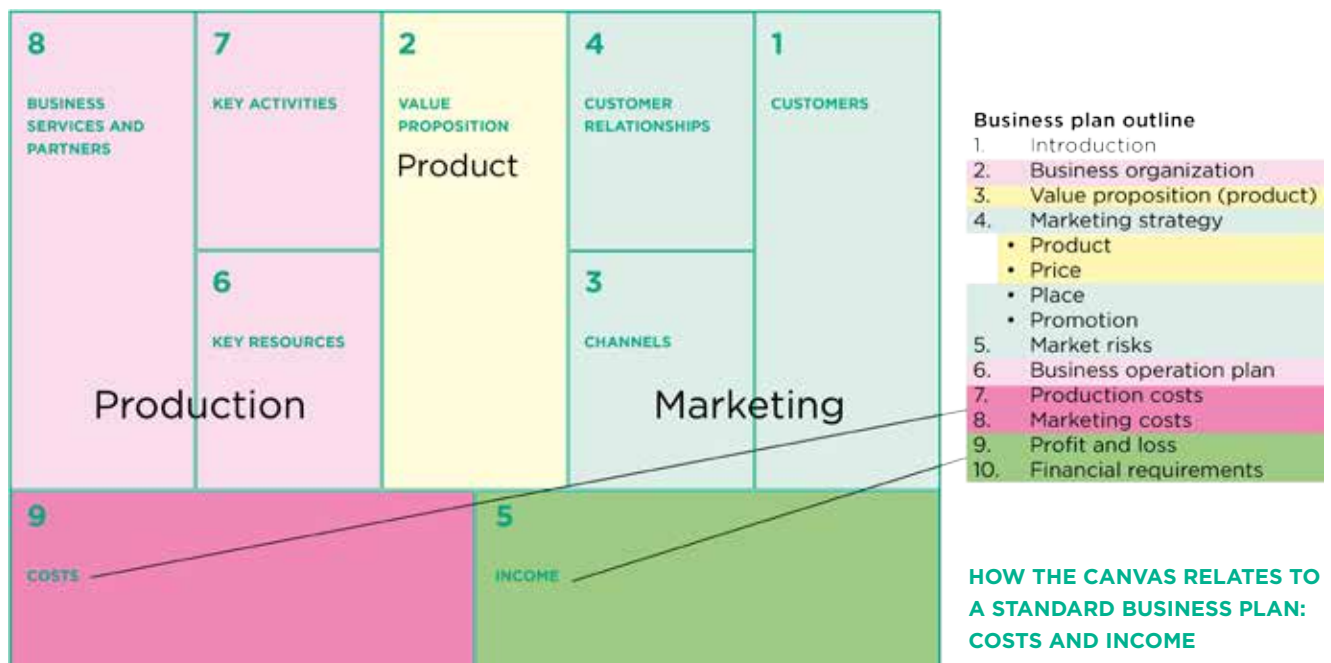 8
BUSINESS
SERVICES AND
PARTNERS
7
KEY ACTIVITIES
2
VALUE
PROPOSITION
Product
4
CUSTOMER
RELATIONSHIPS
1
CUSTOMERS
6
KEY RESOURCES
3
CHANNELS
Production
Marketing
9
COSTS
5
INCOME
Business plan outline
1. Introduction
2. Business organization
3. Value proposition (product)
4. Marketing strategy
• Product
• Price
• Place
• Promotion
5. Market risks
6. Business operation plan
7. Production costs
8. Marketing costs
9. Profit and loss
10. Financial requirements
HOW THE CANVAS RELATES TO
A STANDARD BUSINESS PLAN:
COSTS AND INCOME